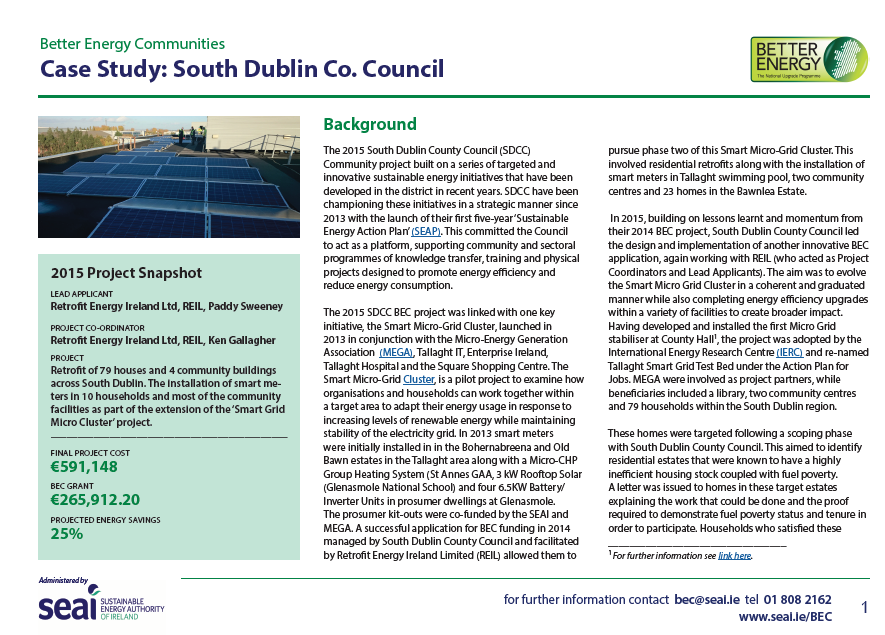 Better Energy Communities
Case Study: South Dublin Co. Council
BETTER
ENERGY
The National Upgrade Programme
2015 Project Snapshot
LEAD APPLICANT
Retrofit Energy Ireland Ltd, REIL, Paddy Sweeney
PROJECT CO-ORDINATOR
Retrofit Energy Ireland Ltd, REIL, Ken Gallagher
PROJECT
Retrofit of 79 houses and 4 community buildings
across South Dublin. The installation of smart me-
ters in 10 households and most of the community
facilities as part of the extension of the ‘Smart Grid
Micro Cluster’ project.
FINAL PROJECT COST
€591,148
BEC GRANT
€265,912.20
PROJECTED ENERGY SAVINGS
25%
Background
The 2015 South Dublin County Council (SDCC)
Community project built on a series of targeted and
innovative sustainable energy initiatives that have been
developed in the district in recent years. SDCC have been
championing these initiatives in a strategic manner since
2013 with the launch of their first five-year ‘Sustainable
Energy Action Plan’ (SEAP). This committed the Council
to act as a platform, supporting community and sectoral
programmes of knowledge transfer, training and physical
projects designed to promote energy efficiency and
reduce energy consumption.
The 2015 SDCC BEC project was linked with one key
initiative, the Smart Micro-Grid Cluster, launched in
2013 in conjunction with the Micro-Energy Generation
Association (MEGA), Tallaght IT, Enterprise Ireland,
Tallaght Hospital and the Square Shopping Centre. The
Smart Micro-Grid Cluster, is a pilot project to examine how
organisations and households can work together within
a target area to adapt their energy usage in response to
increasing levels of renewable energy while maintaining
stability of the electricity grid. In 2013 smart meters
were initially installed in in the Bohernabreena and Old
Bawn estates in the Tallaght area along with a Micro-CHP
Group Heating System (St Annes GAA, 3 kW Rooftop Solar
(Glenasmole National School) and four 6.5KW Battery/
Inverter Units in prosumer dwellings at Glenasmole.
The prosumer kit-outs were co-funded by the SEAI and
MEGA. A successful application for BEC funding in 2014
managed by South Dublin County Council and facilitated
by Retrofit Energy Ireland Limited (REIL) allowed them to
pursue phase two of this Smart Micro-Grid Cluster. This
involved residential retrofits along with the installation of
smart meters in Tallaght swimming pool, two community
centres and 23 homes in the Bawnlea Estate.
In 2015, building on lessons learnt and momentum from
their 2014 BEC project, South Dublin County Council led
the design and implementation of another innovative BEC
application, again working with REIL (who acted as Project
Coordinators and Lead Applicants). The aim was to evolve
the Smart Micro Grid Cluster in a coherent and graduated
manner while also completing energy efficiency upgrades
within a variety of facilities to create broader impact.
Having developed and installed the first Micro Grid
stabiliser at County Hall¹, the project was adopted by the
International Energy Research Centre (IERC) and re-named
Tallaght Smart Grid Test Bed under the Action Plan for
Jobs. MEGA were involved as project partners, while
beneficiaries included a library, two community centres
and 79 households within the South Dublin region.
These homes were targeted following a scoping phase
with South Dublin County Council. This aimed to identify
residential estates that were known to have a highly
inefficient housing stock coupled with fuel poverty.
A letter was issued to homes in these target estates
explaining the work that could be done and the proof
required to demonstrate fuel poverty status and tenure in
order to participate. Households who satisfied these
¹ For further information see link here.
Administered by
seai SUSTAINABLE
ENERGY AUTHORITY
OF IRELAND
for further information contact bec@seai.ie tel 01 808 2162
www.seai.ie/BEC
1